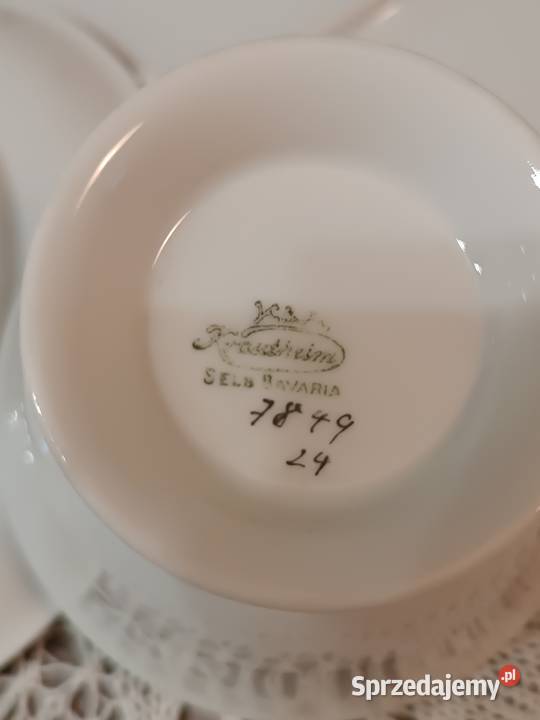 Krautheim
SELB BAVARIA
7849
24
Sprzedajemy.pl